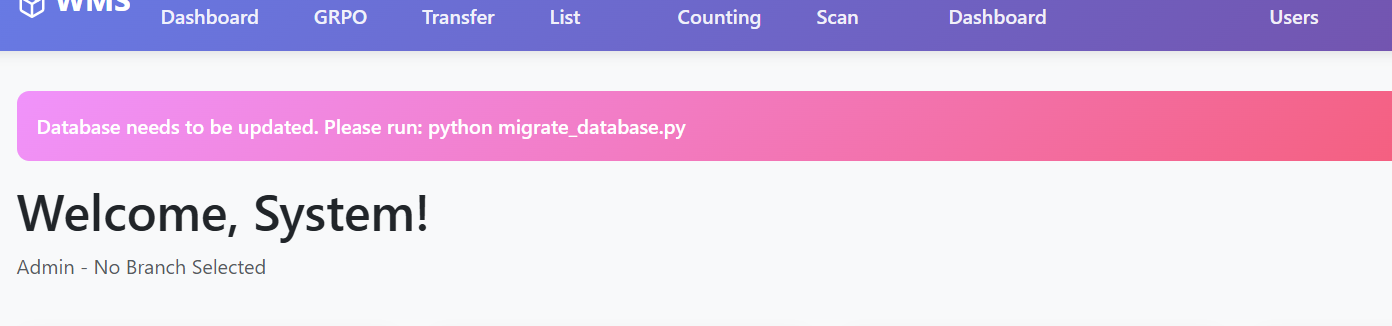 WMS
Dashboard GRPO Transfer List Counting Scan Dashboard Users
Database needs to be updated. Please run: python migrate_database.py
Welcome, System!
Admin - No Branch Selected